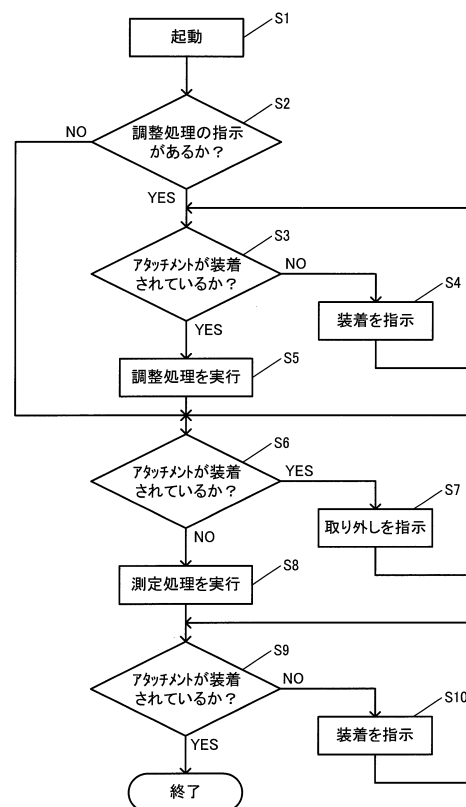 起動
S1
S2
NO
調整処理の指示
があるか？
YES
S3
ｱﾀｯﾁﾒﾝﾄが装着
されているか？
NO
S4
装着を指示
YES
S5
調整処理を実行
S6
ｱﾀｯﾁﾒﾝﾄが装着
されているか？
YES
S7
取り外しを指示
NO
S8
測定処理を実行
S9
ｱﾀｯﾁﾒﾝﾄが装着
されているか？
NO
S10
装着を指示
YES
終了